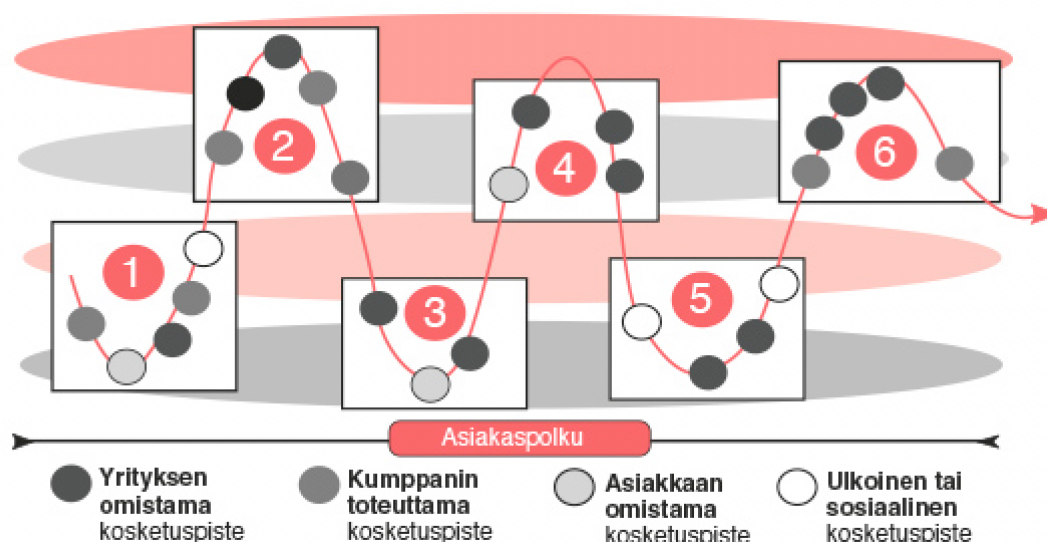 1
2
3
4
5
6
Asiakaspolku
Yrityksen
omistama
kosketuspiste
Kumppanin
toteuttama
kosketuspiste
Asiakkaan
omistama
kosketuspiste
Ulkoinen tai
sosiaalinen
kosketuspiste